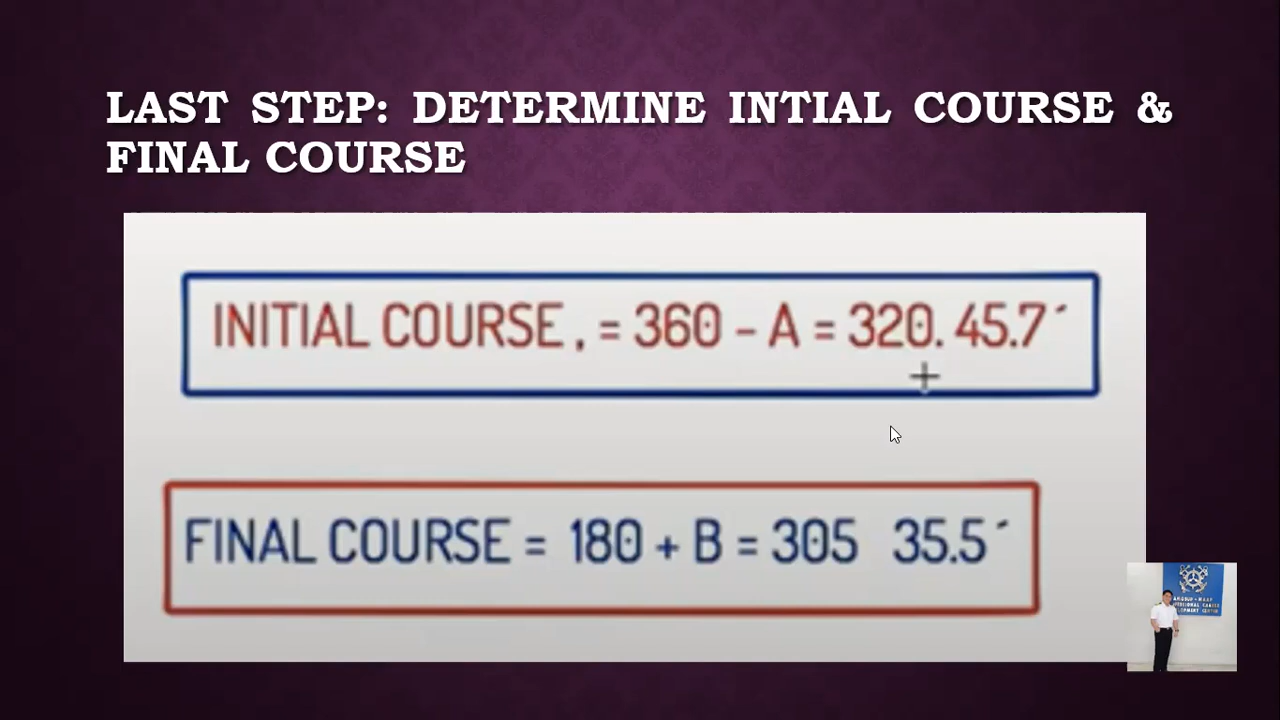 LAST STEP: DETERMINE INTIAL COURSE &
FINAL COURSE
INITIAL COURSE , = 360 - A = 320. 45.7´
FINAL COURSE = 180 + B = 305 35.5´